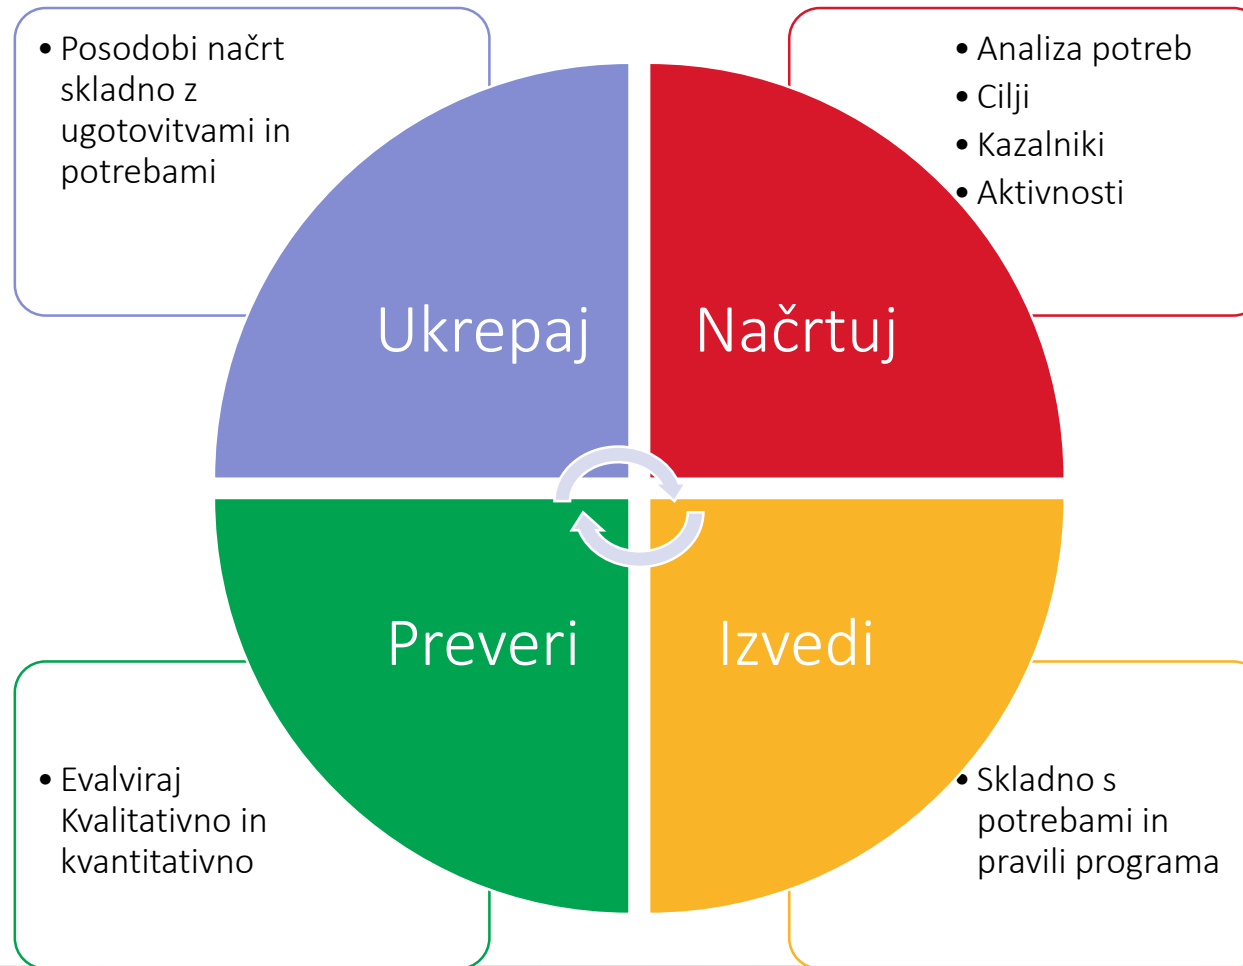 • Posodobi načrt
skladno z
ugotovitvami in
potrebami
• Analiza potreb
• Cilji
• Kazalniki
• Aktivnosti
Ukrepaj
Načrtuj
Preveri
Izvedi
• Evalviraj
Kvalitativno in
kvantitativno
• Skladno s
potrebami in
pravili programa